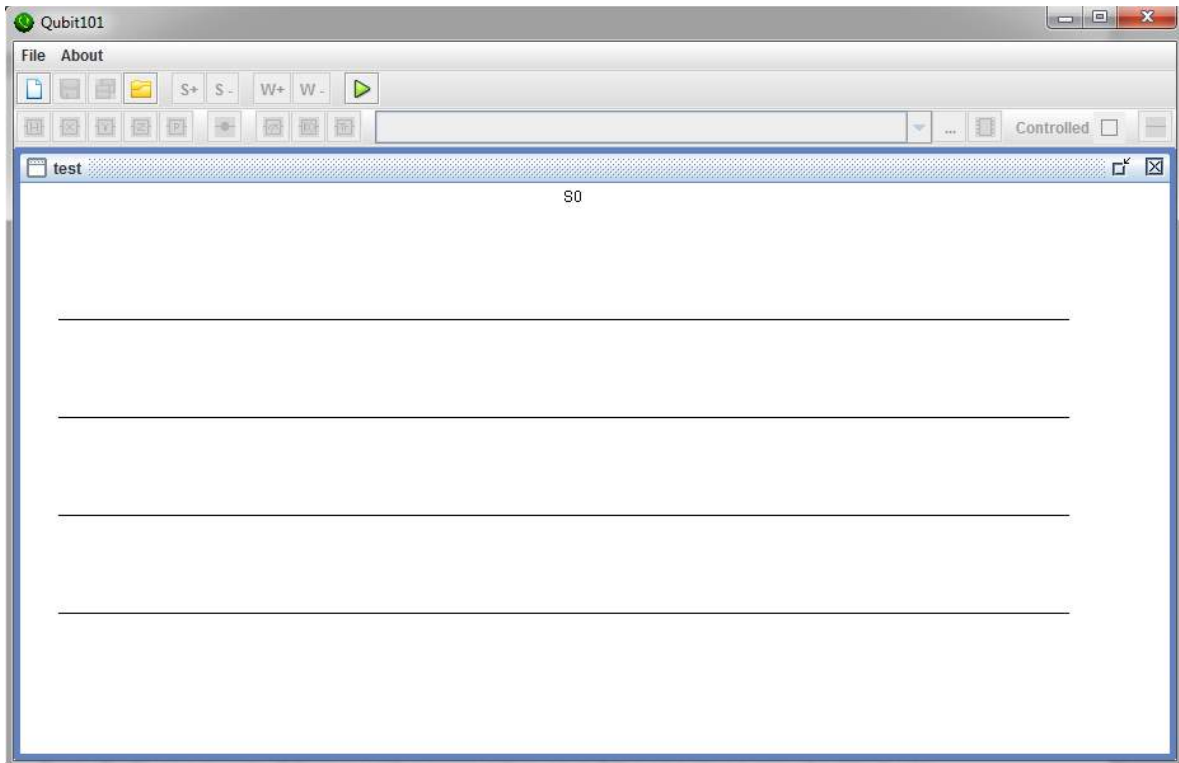 Qubit101
File About
S+ S - W+ W -
H X Y Z P ... Controlled
test
S0